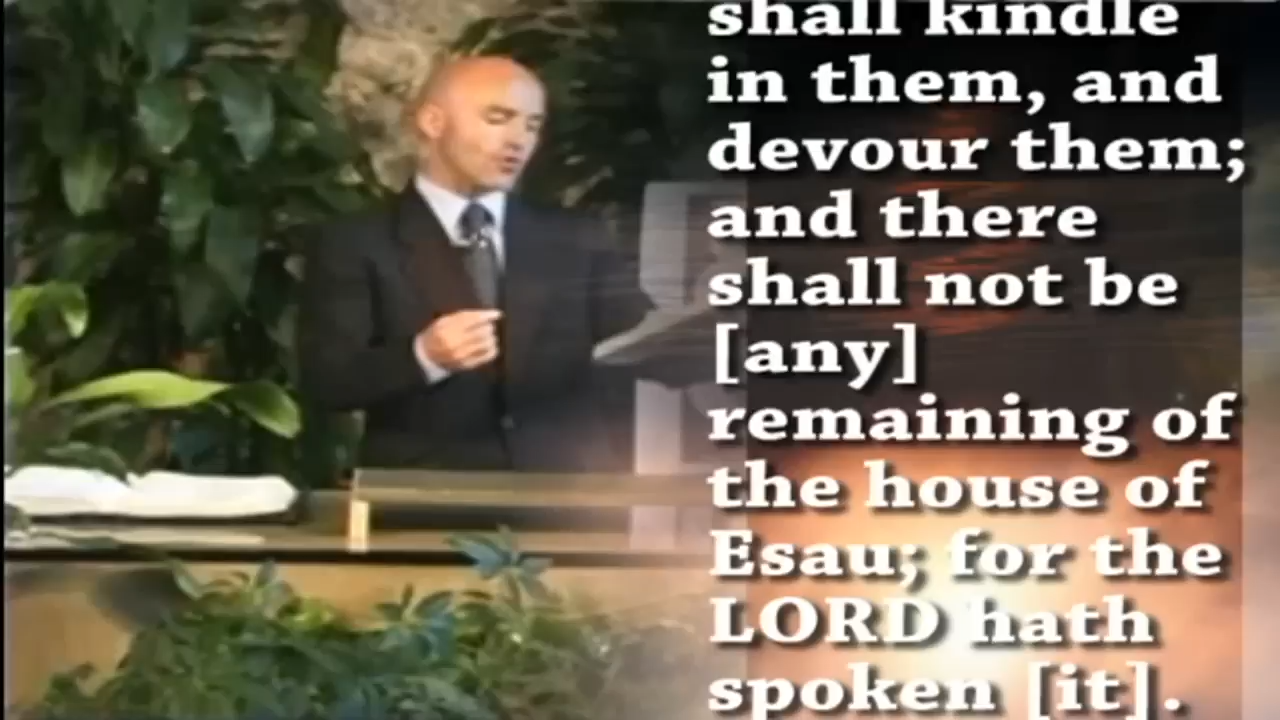 shall kindle
in them, and
devour them;
and there
shall not be
[any]
remaining of
the house of
Esau; for the
LORD hath
spoken [it].